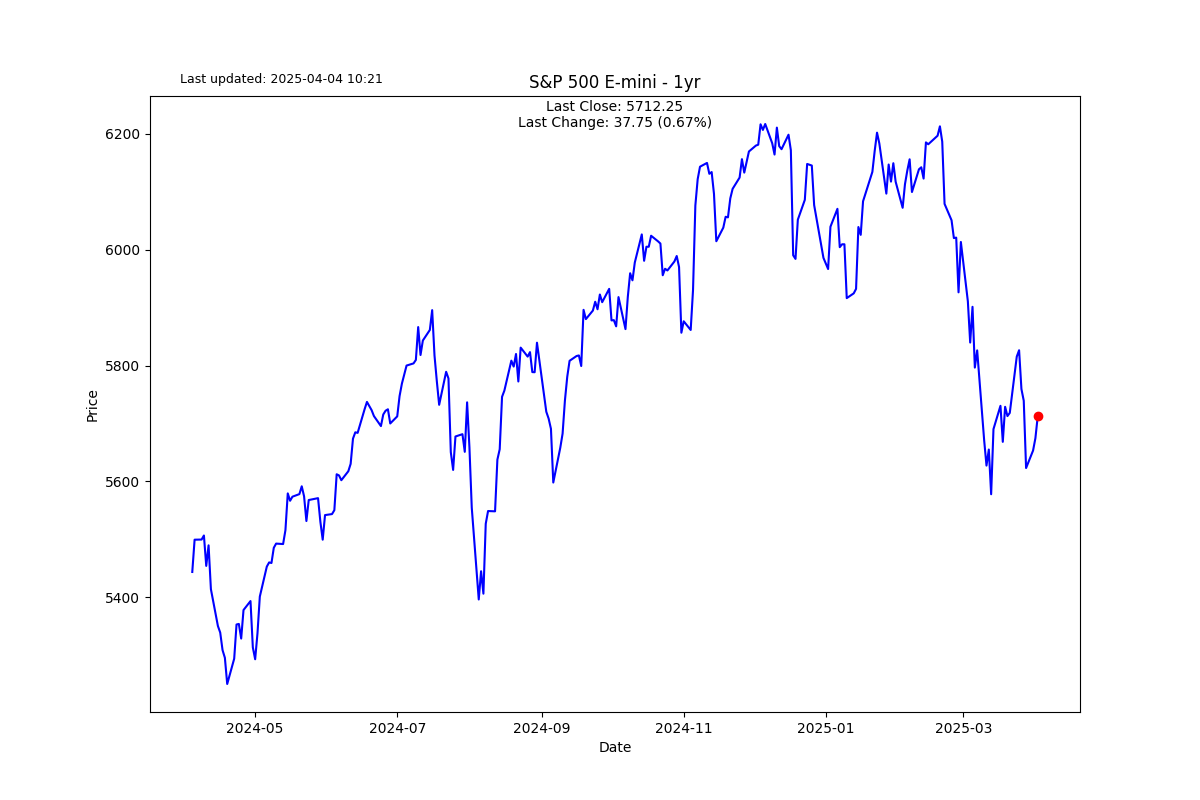 Last updated: 2025-04-04 10:21
S&P 500 E-mini - 1yr
Last Close: 5712.25
Last Change: 37.75 (0.67%)
Price
6200
6000
5800
5600
5400
2024-05
2024-07
2024-09
2024-11
2025-01
2025-03
Date